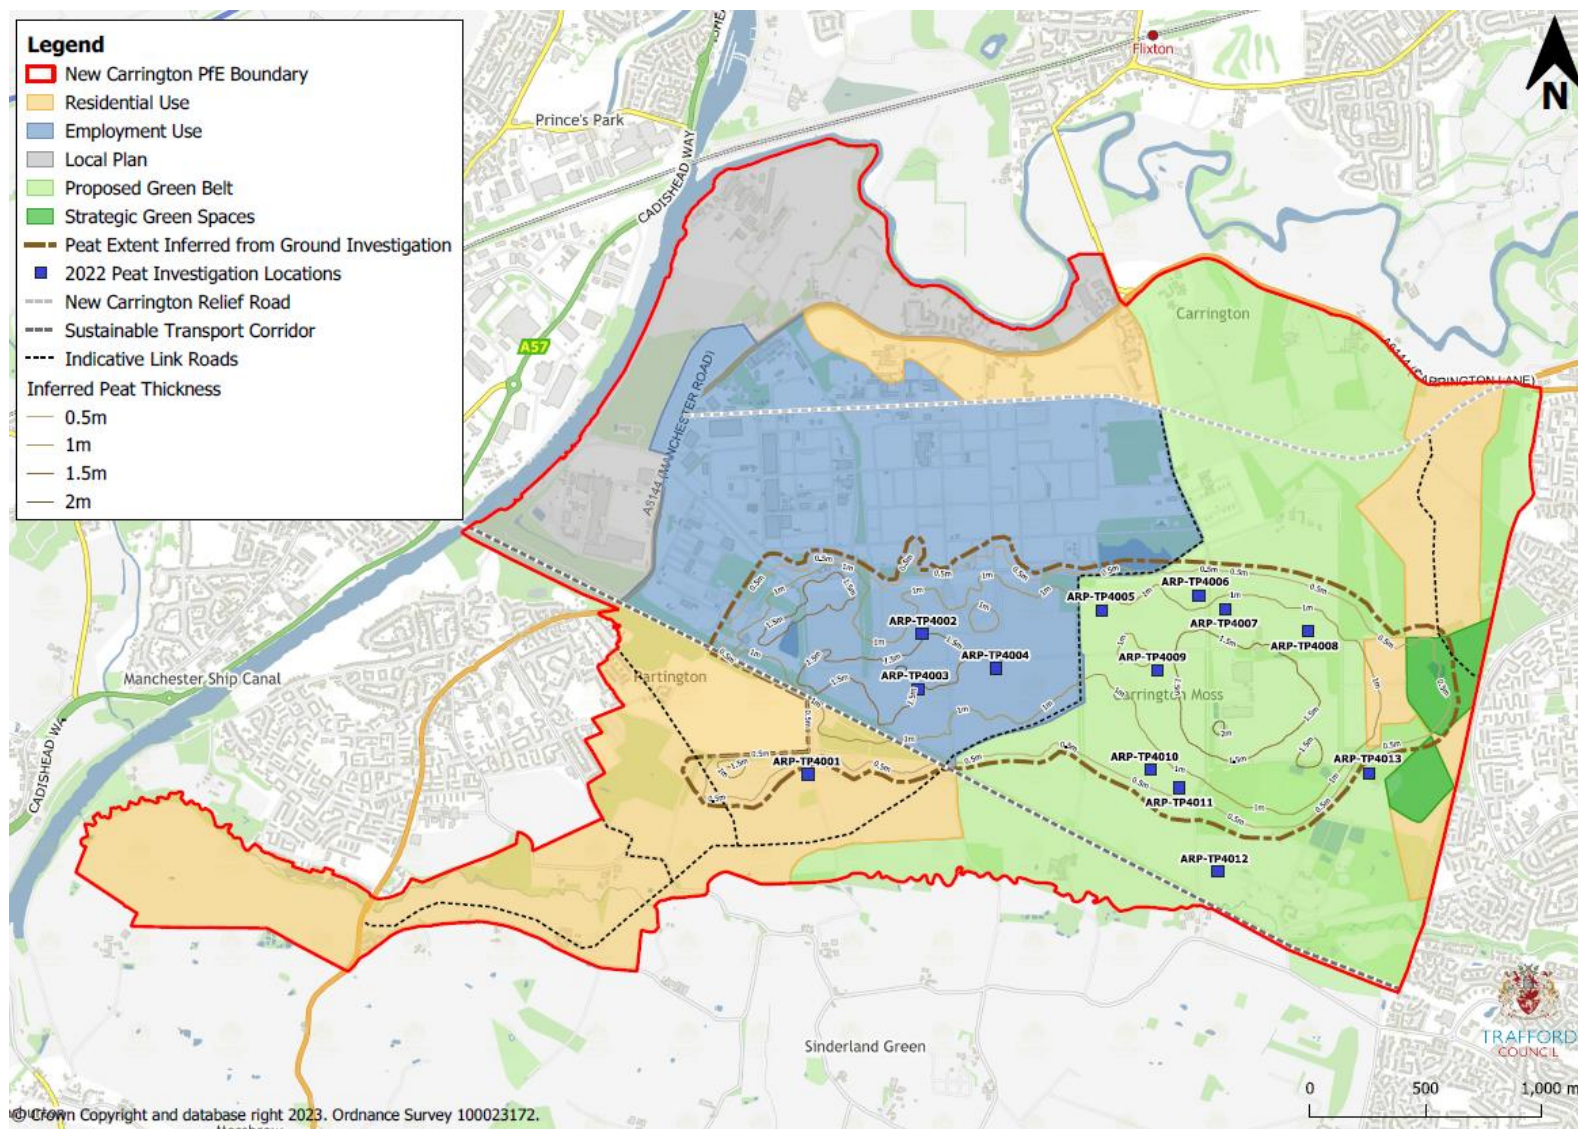 Legend
New Carrington PfE Boundary
Residential Use
Employment Use
Local Plan
Proposed Green Belt
Strategic Green Spaces
Peat Extent Inferred from Ground Investigation
2022 Peat Investigation Locations
New Carrington Relief Road
Sustainable Transport Corridor
Indicative Link Roads
Inferred Peat Thickness
0.5m
1m
1.5m
2m
Flixton
N
Prince's Park
CADISHEAD WAY
A57
Carrington
A6144 (CARRINGTON LANE)
A6144 (MANCHESTER ROAD)
ARP-TP4006
ARP-TP4005
ARP-TP4007
ARP-TP4002
ARP-TP4008
ARP-TP4004
ARP-TP4009
ARP-TP4003
Partington
Manchester Ship Canal
Carrington Moss
CADISHEAD WA
ARP-TP4001
ARP-TP4010
ARP-TP4013
ARP-TP4011
ARP-TP4012
Sinderland Green
TRAFFORD
COUNCIL
0 500 1,000 m
© Crown Copyright and database right 2023. Ordnance Survey 100023172.